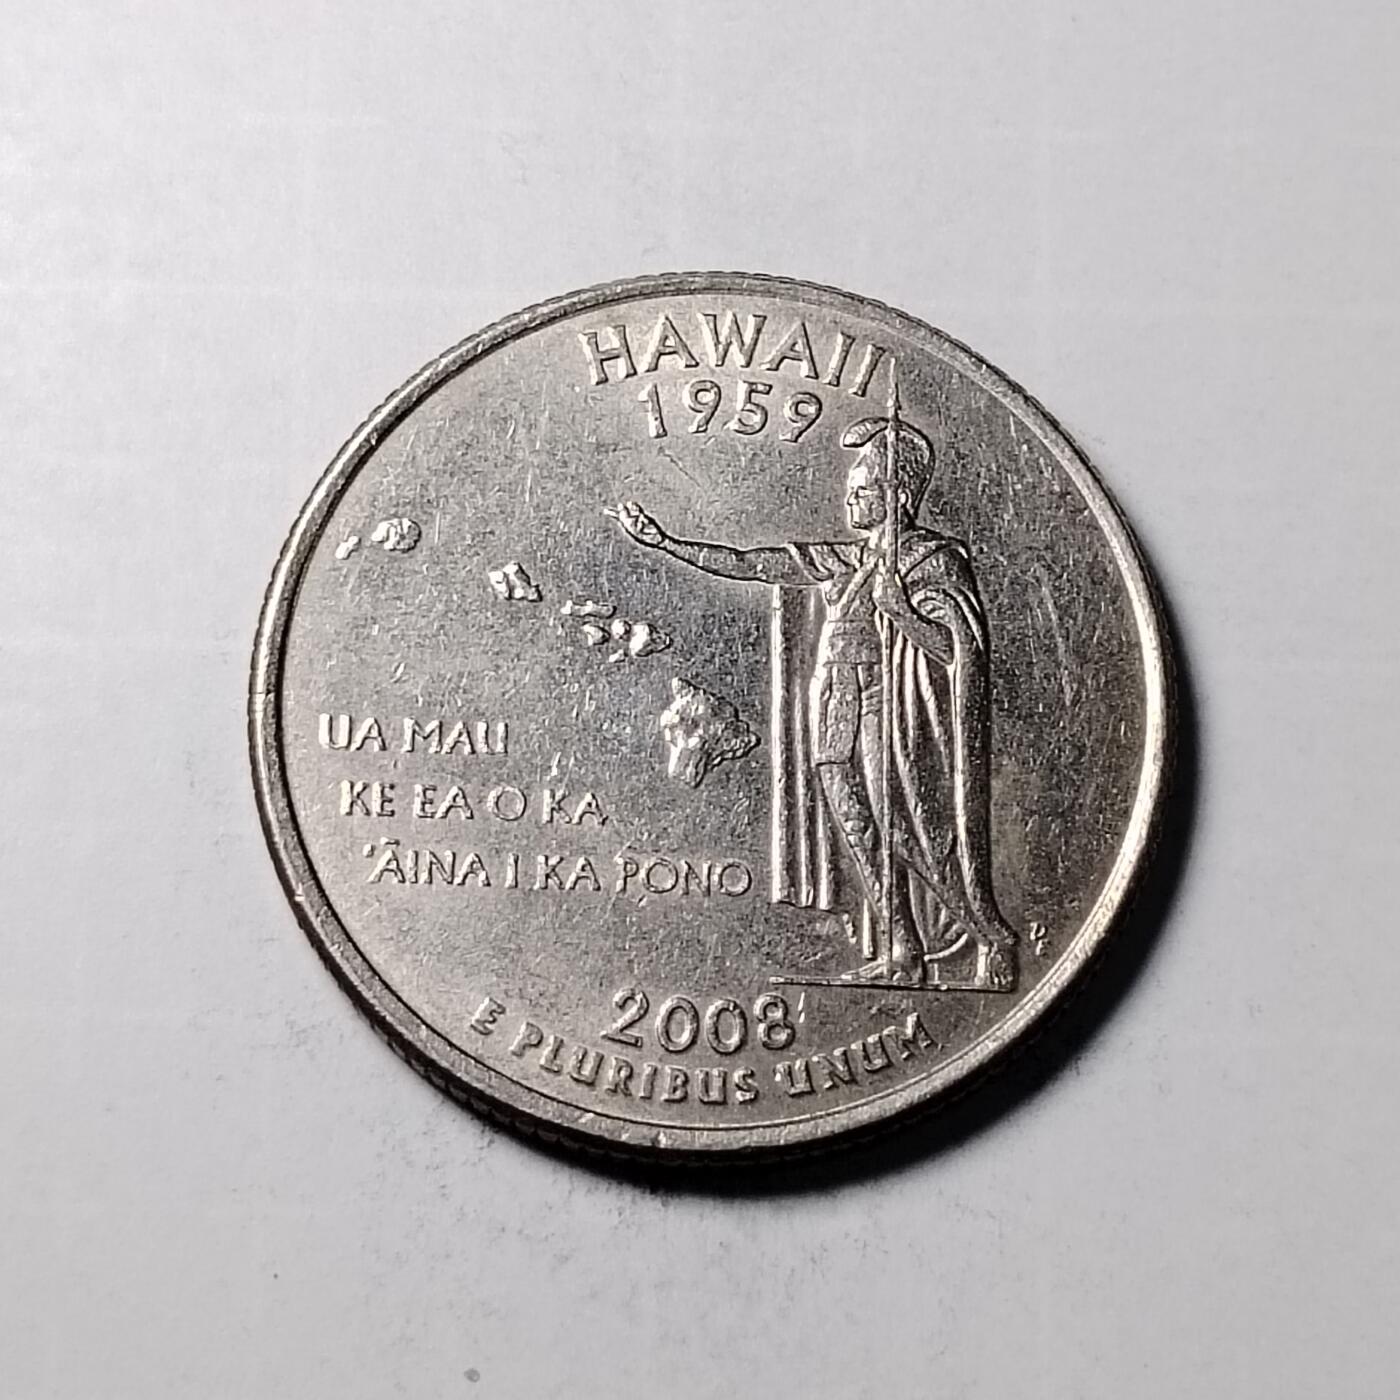 HAWAII
1959
UA MAU
KE EA O KA
ʻĀINA I KA PONO
2008
E PLURIBUS UNUM